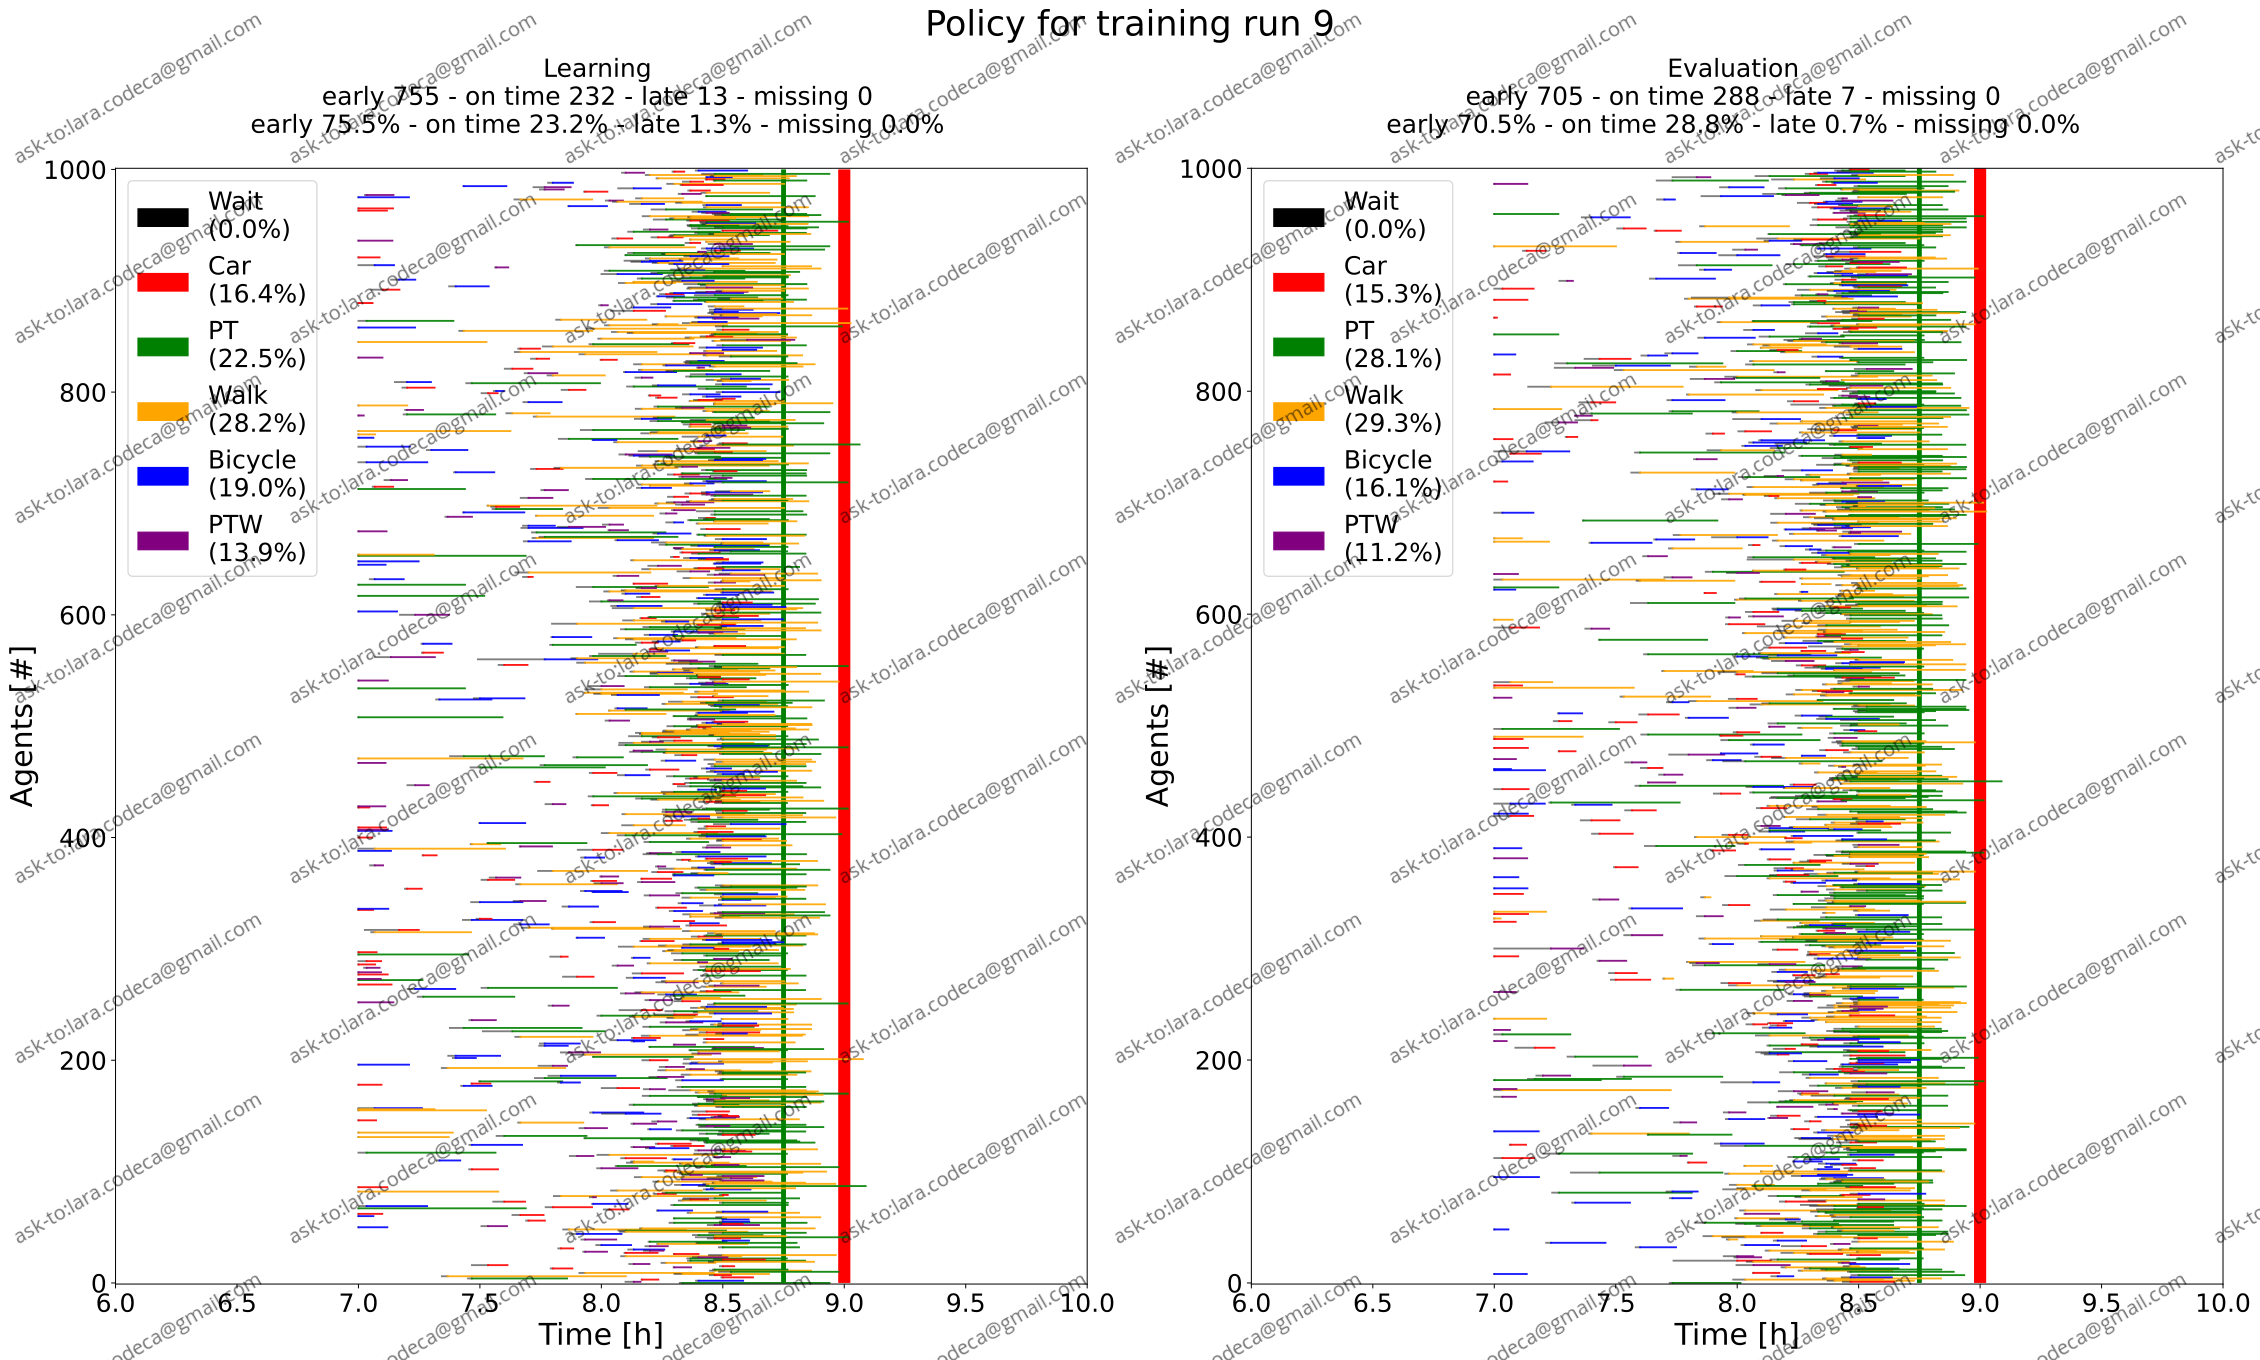 Policy for training run 9
Learning
early 755 - on time 232 - late 13 - missing 0
early 75.5% - on time 23.2% - late 1.3% - missing 0.0%
1000
800
600
400
200
0
Agents [#]
Wait
(0.0%)
Car
(16.4%)
PT
(22.5%)
Walk
(28.2%)
Bicycle
(19.0%)
PTW
(13.9%)
6.0 6.5 7.0 7.5 8.0 8.5 9.0 9.5 10.0
Time [h]
Evaluation
early 705 - on time 288 - late 7 - missing 0
early 70.5% - on time 28.8% - late 0.7% - missing 0.0%
1000
800
600
400
200
0
Agents [#]
Wait
(0.0%)
Car
(15.3%)
PT
(28.1%)
Walk
(29.3%)
Bicycle
(16.1%)
PTW
(11.2%)
6.0 6.5 7.0 7.5 8.0 8.5 9.0 9.5 10.0
Time [h]
ask-to:lara.codeca@gmail.com